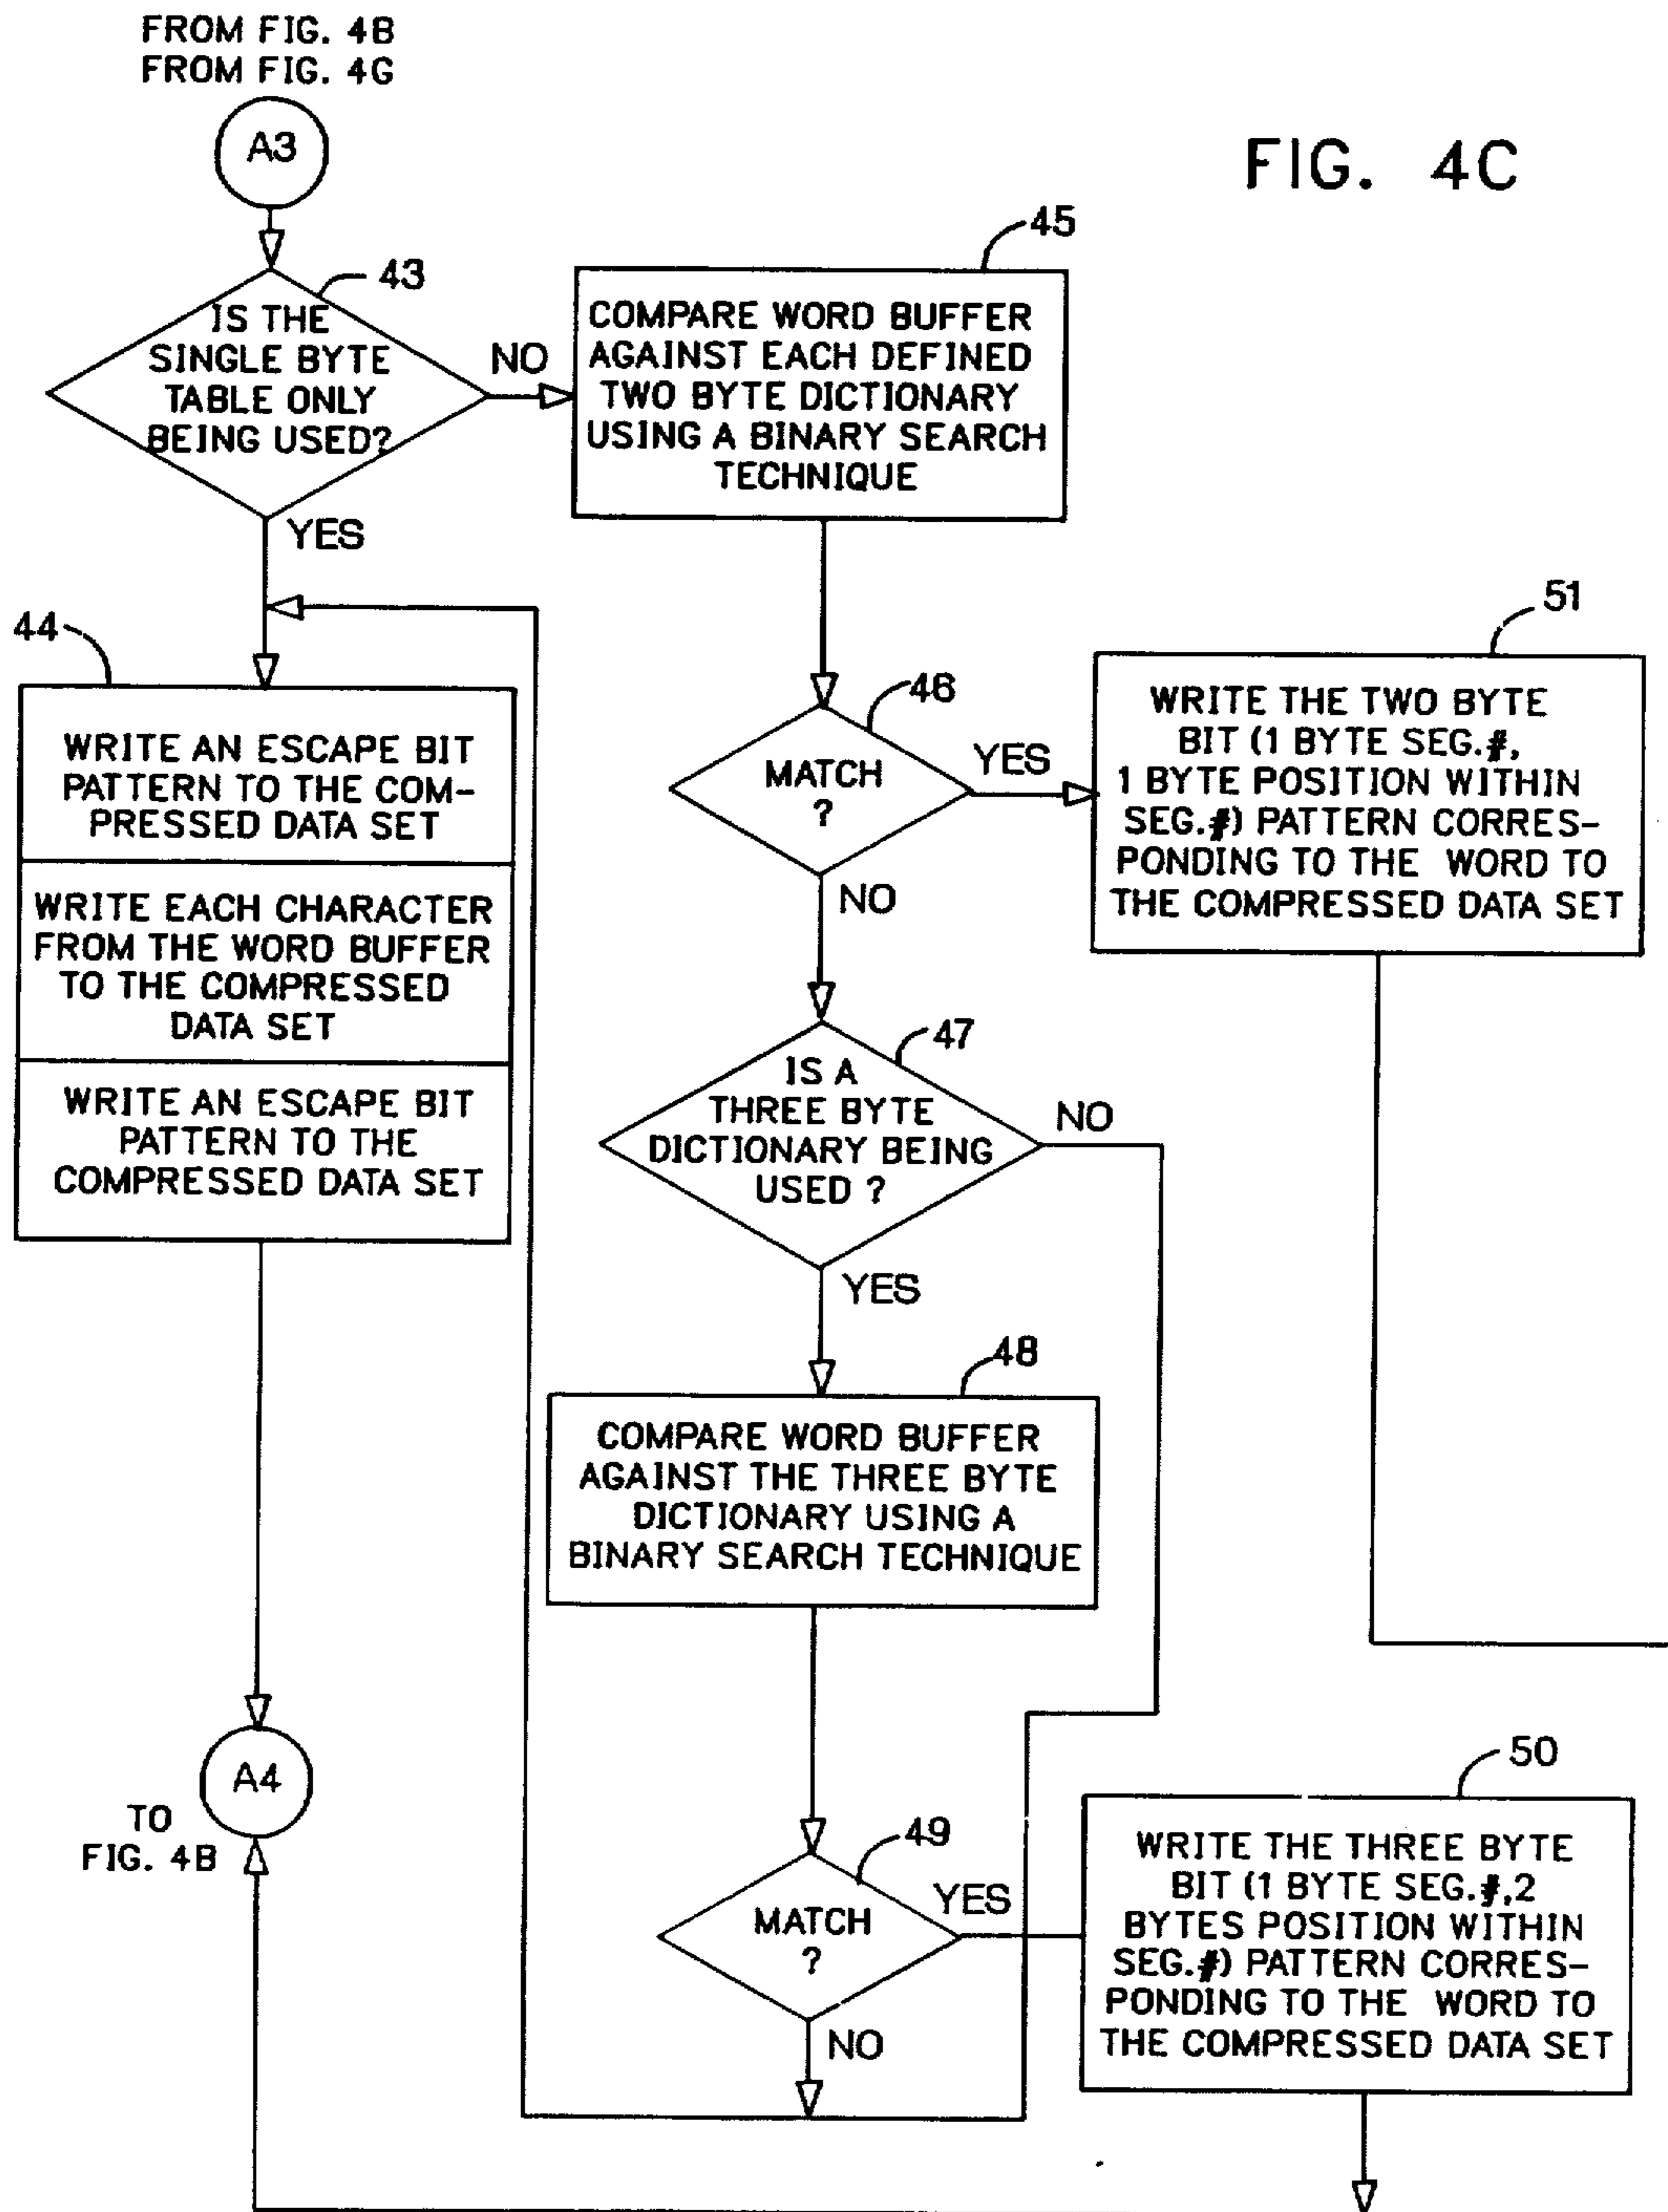 FROM FIG. 4B
FROM FIG. 4G
A3
FIG. 4C
43
IS THE
SINGLE BYTE
TABLE ONLY
BEING USED?
NO
YES
45
COMPARE WORD BUFFER
AGAINST EACH DEFINED
TWO BYTE DICTIONARY
USING A BINARY SEARCH
TECHNIQUE
44
WRITE AN ESCAPE BIT
PATTERN TO THE COM-
PRESSED DATA SET
WRITE EACH CHARACTER
FROM THE WORD BUFFER
TO THE COMPRESSED
DATA SET
WRITE AN ESCAPE BIT
PATTERN TO THE
COMPRESSED DATA SET
46
MATCH
?
YES
NO
51
WRITE THE TWO BYTE
BIT (1 BYTE SEG.#,
1 BYTE POSITION WITHIN
SEG.#) PATTERN CORRES-
PONDING TO THE WORD TO
THE COMPRESSED DATA SET
47
IS A
THREE BYTE
DICTIONARY BEING
USED ?
NO
YES
48
COMPARE WORD BUFFER
AGAINST THE THREE BYTE
DICTIONARY USING A
BINARY SEARCH TECHNIQUE
A4
TO
FIG. 4B
49
MATCH
?
YES
NO
50
WRITE THE THREE BYTE
BIT (1 BYTE SEG.#,2
BYTES POSITION WITHIN
SEG.#) PATTERN CORRES-
PONDING TO THE WORD TO
THE COMPRESSED DATA SET